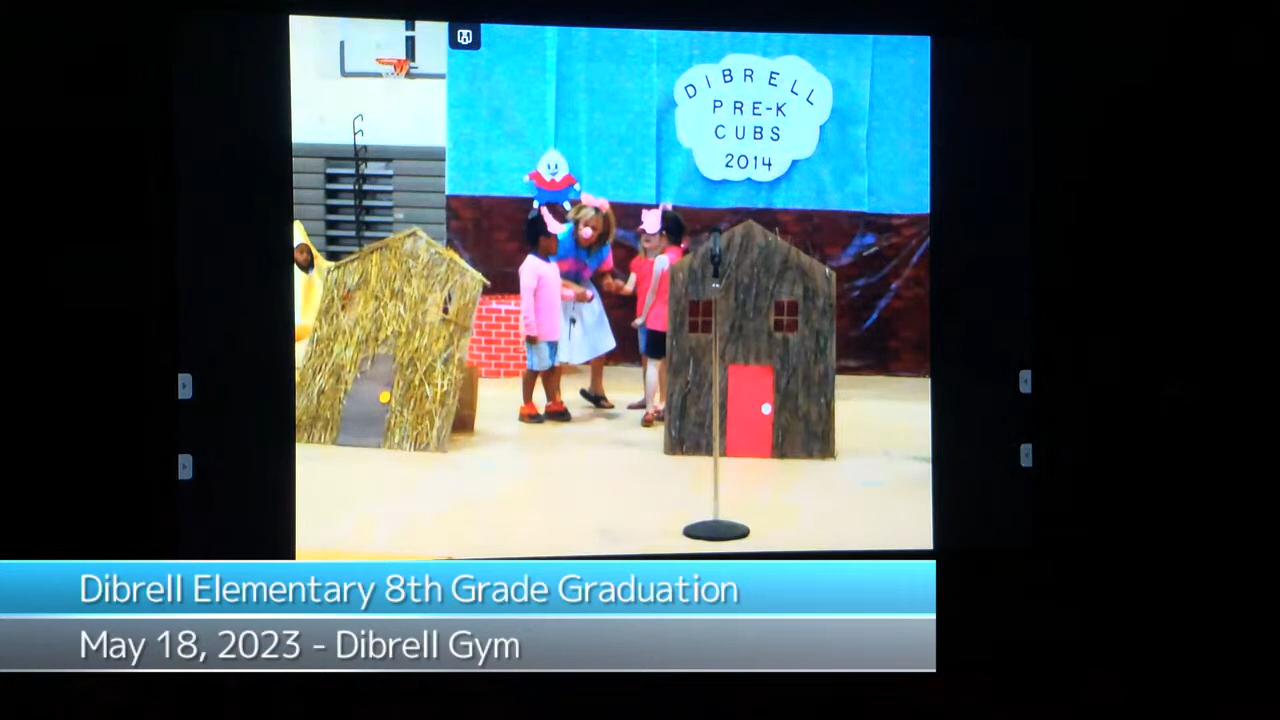 DIBRELL
PRE-K
CUBS
2014
Dibrell Elementary 8th Grade Graduation
May 18, 2023 - Dibrell Gym